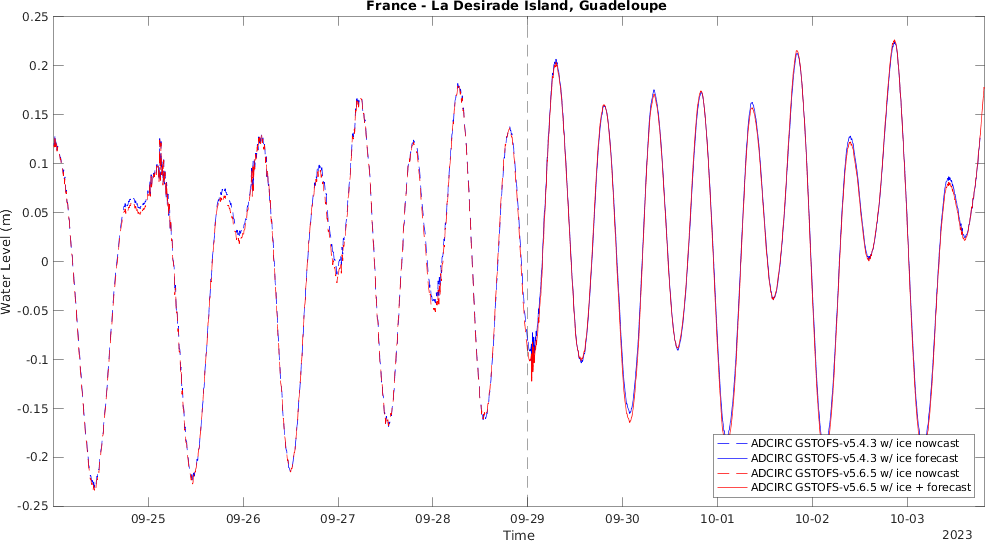 France - La Desirade Island, Guadeloupe
0.25
0.2
0.15
0.1
0.05
0
-0.05
-0.1
-0.15
-0.2
-0.25
Water Level (m)
ADCIRC GSTOFS-v5.4.3 w/ ice nowcast
ADCIRC GSTOFS-v5.4.3 w/ ice forecast
ADCIRC GSTOFS-v5.6.5 w/ ice nowcast
ADCIRC GSTOFS-v5.6.5 w/ ice + forecast
09-25 09-26 09-27 09-28 09-29 09-30 10-01 10-02 10-03
Time
2023